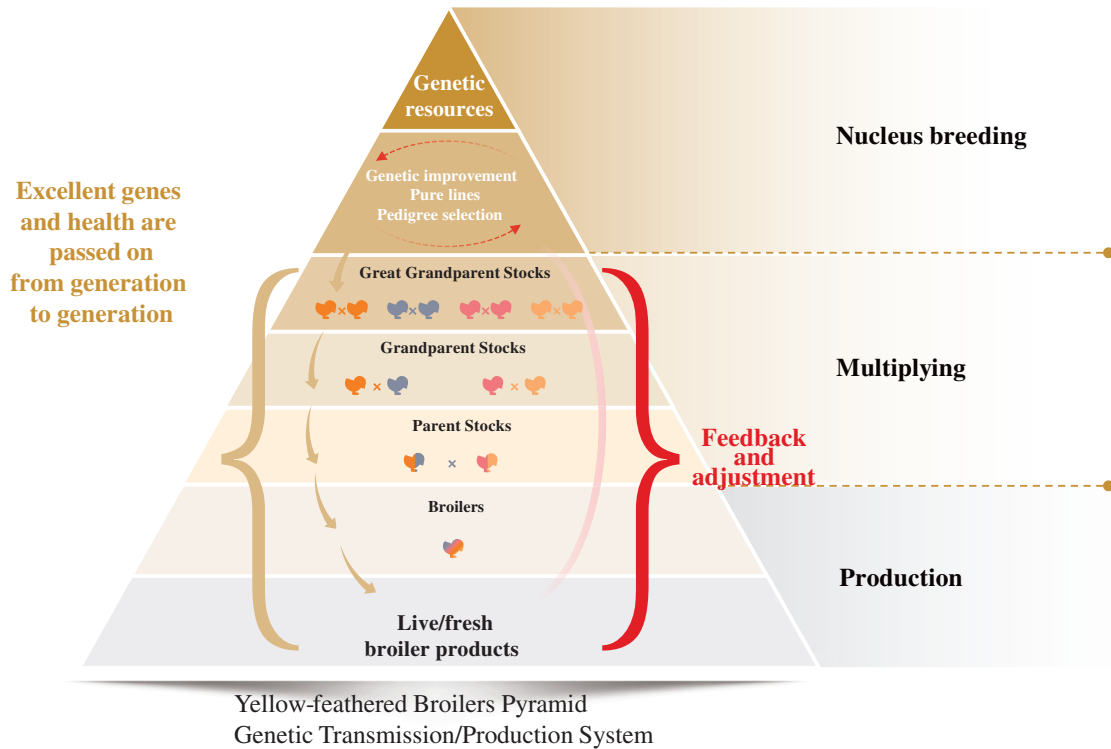 Genetic
resources
Nucleus breeding
Genetic improvement
Pure lines
Pedigree selection
Excellent genes
and health are
passed on
from generation
to generation
Great Grandparent Stocks
× × × ×
Grandparent Stocks
× ×
Multiplying
Parent Stocks
×
Feedback
and
adjustment
Broilers
Production
Live/fresh
broiler products
Yellow-feathered Broilers Pyramid
Genetic Transmission/Production System